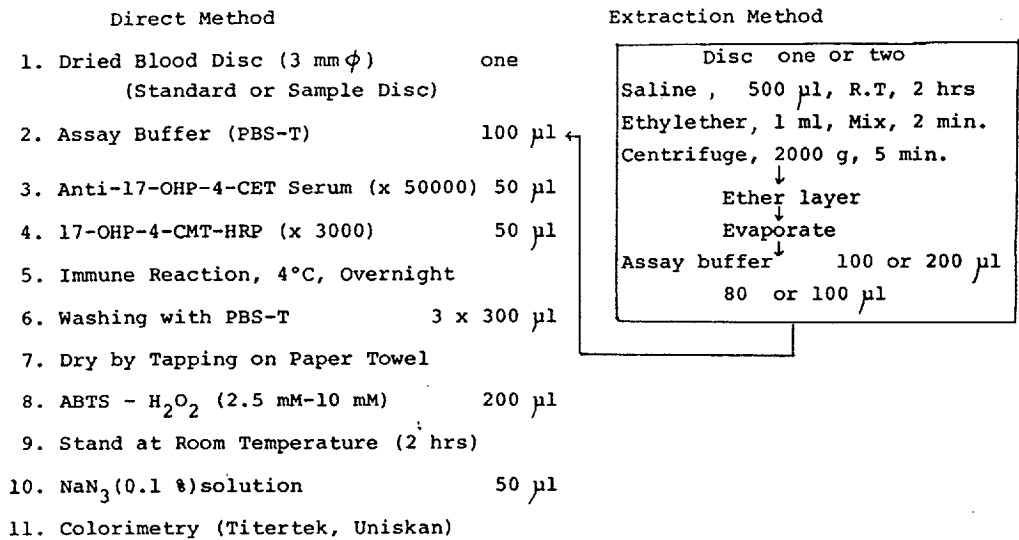 Direct Method
1. Dried Blood Disc (3 mmϕ) one
(Standard or Sample Disc)
2. Assay Buffer (PBS-T) 100 µl
3. Anti-17-OHP-4-CET Serum (x 50000) 50 µl
4. 17-OHP-4-CMT-HRP (x 3000) 50 µl
5. Immune Reaction, 4°C, Overnight
6. Washing with PBS-T 3 x 300 µl
7. Dry by Tapping on Paper Towel
8. ABTS - H2O2 (2.5 mM-10 mM) 200 µl
9. Stand at Room Temperature (2 hrs)
10. NaN3(0.1 %)solution 50 µl
11. Colorimetry (Titertek, Uniskan)
Extraction Method
Disc one or two
Saline , 500 µl, R.T, 2 hrs
Ethylether, 1 ml, Mix, 2 min.
Centrifuge, 2000 g, 5 min.
↓
Ether layer
↓
Evaporate
↓
Assay buffer 100 or 200 µl
80 or 100 µl